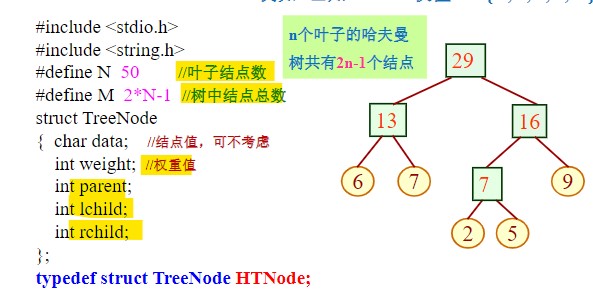 #include <stdio.h>
#include <string.h>
#define N 50 //叶子结点数
#define M 2*N-1 //树中结点总数
struct TreeNode
{ char data; //结点值，可不考虑
int weight; //权重值
int parent;
int lchild;
int rchild;
};
typedef struct TreeNode HTNode;
n个叶子的哈夫曼
树共有2n-1个结点
29
13 16
6 7 7 9
2 5